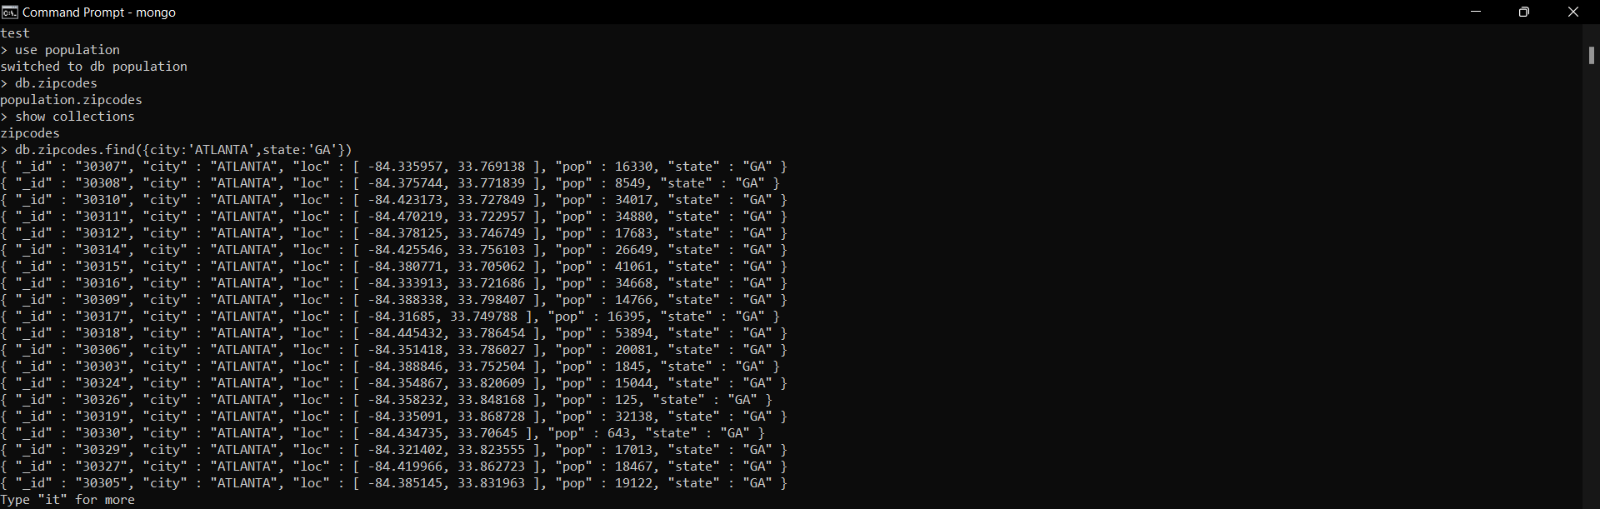 Command Prompt - mongo
test
> use population
switched to db population
> db.zipcodes
population.zipcodes
> show collections
zipcodes
> db.zipcodes.find({city:'ATLANTA',state:'GA'})
{ "_id" : "30307", "city" : "ATLANTA", "loc" : [ -84.335957, 33.769138 ], "pop" : 16330, "state" : "GA" }
{ "_id" : "30308", "city" : "ATLANTA", "loc" : [ -84.375744, 33.771839 ], "pop" : 8549, "state" : "GA" }
{ "_id" : "30310", "city" : "ATLANTA", "loc" : [ -84.423173, 33.727849 ], "pop" : 34017, "state" : "GA" }
{ "_id" : "30311", "city" : "ATLANTA", "loc" : [ -84.470219, 33.722957 ], "pop" : 34880, "state" : "GA" }
{ "_id" : "30312", "city" : "ATLANTA", "loc" : [ -84.378125, 33.746749 ], "pop" : 17683, "state" : "GA" }
{ "_id" : "30314", "city" : "ATLANTA", "loc" : [ -84.425546, 33.756103 ], "pop" : 26649, "state" : "GA" }
{ "_id" : "30315", "city" : "ATLANTA", "loc" : [ -84.380771, 33.705062 ], "pop" : 41061, "state" : "GA" }
{ "_id" : "30316", "city" : "ATLANTA", "loc" : [ -84.333913, 33.721686 ], "pop" : 34668, "state" : "GA" }
{ "_id" : "30309", "city" : "ATLANTA", "loc" : [ -84.388338, 33.798407 ], "pop" : 14766, "state" : "GA" }
{ "_id" : "30317", "city" : "ATLANTA", "loc" : [ -84.31685, 33.749788 ], "pop" : 16395, "state" : "GA" }
{ "_id" : "30318", "city" : "ATLANTA", "loc" : [ -84.445432, 33.786454 ], "pop" : 53894, "state" : "GA" }
{ "_id" : "30306", "city" : "ATLANTA", "loc" : [ -84.351418, 33.786027 ], "pop" : 20081, "state" : "GA" }
{ "_id" : "30303", "city" : "ATLANTA", "loc" : [ -84.388846, 33.752504 ], "pop" : 1845, "state" : "GA" }
{ "_id" : "30324", "city" : "ATLANTA", "loc" : [ -84.354867, 33.820609 ], "pop" : 15044, "state" : "GA" }
{ "_id" : "30326", "city" : "ATLANTA", "loc" : [ -84.358232, 33.848168 ], "pop" : 125, "state" : "GA" }
{ "_id" : "30319", "city" : "ATLANTA", "loc" : [ -84.335091, 33.868728 ], "pop" : 32138, "state" : "GA" }
{ "_id" : "30330", "city" : "ATLANTA", "loc" : [ -84.434735, 33.70645 ], "pop" : 643, "state" : "GA" }
{ "_id" : "30329", "city" : "ATLANTA", "loc" : [ -84.321402, 33.823555 ], "pop" : 17013, "state" : "GA" }
{ "_id" : "30327", "city" : "ATLANTA", "loc" : [ -84.419966, 33.862723 ], "pop" : 18467, "state" : "GA" }
{ "_id" : "30305", "city" : "ATLANTA", "loc" : [ -84.385145, 33.831963 ], "pop" : 19122, "state" : "GA" }
Type "it" for more